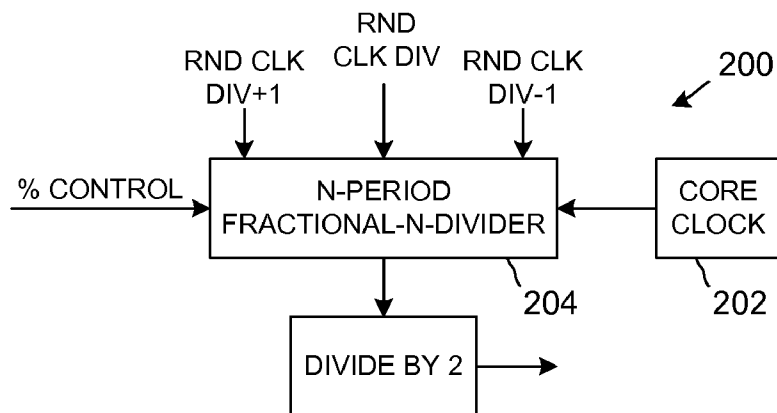 RND
CLK DIV
RND CLK
DIV+1
RND CLK
DIV-1
200
% CONTROL
N-PERIOD
FRACTIONAL-N-DIVIDER
CORE
CLOCK
204
202
DIVIDE BY 2